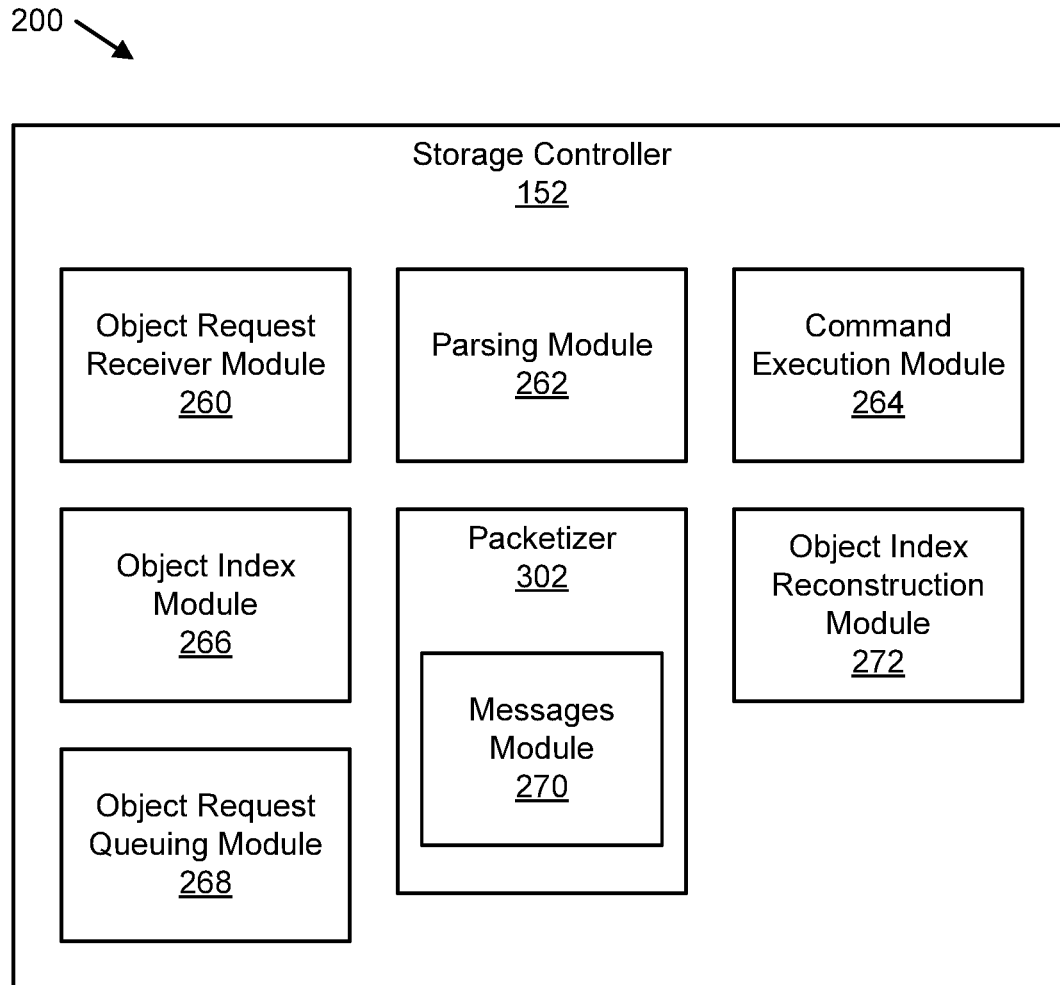 200
Storage Controller
152
Object Request
Receiver Module
260
Parsing Module
262
Command
Execution Module
264
Object Index
Module
266
Packetizer
302
Messages
Module
270
Object Index
Reconstruction
Module
272
Object Request
Queuing Module
268